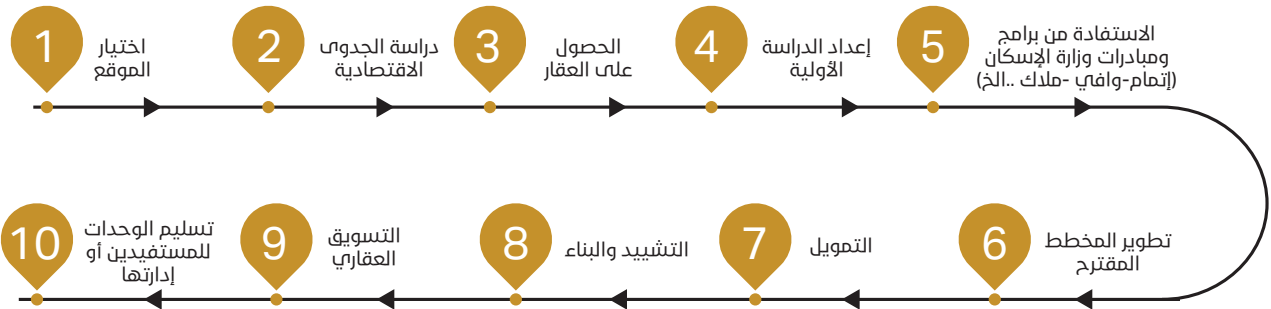 1
اختيار
الموقع
2
دراسة الجدوى
الاقتصادية
3
الحصول
على العقار
4
إعداد الدراسة
الأولية
5
الاستفادة من برامج
ومبادرات وزارة الإسكان
(إتمام-وافي -ملاك ..الخ)
6
تطوير المخطط
المقترح
7
التمويل
8
التشييد والبناء
9
التسويق
العقاري
10
تسليم الوحدات
للمستفيدين أو
إدارتها